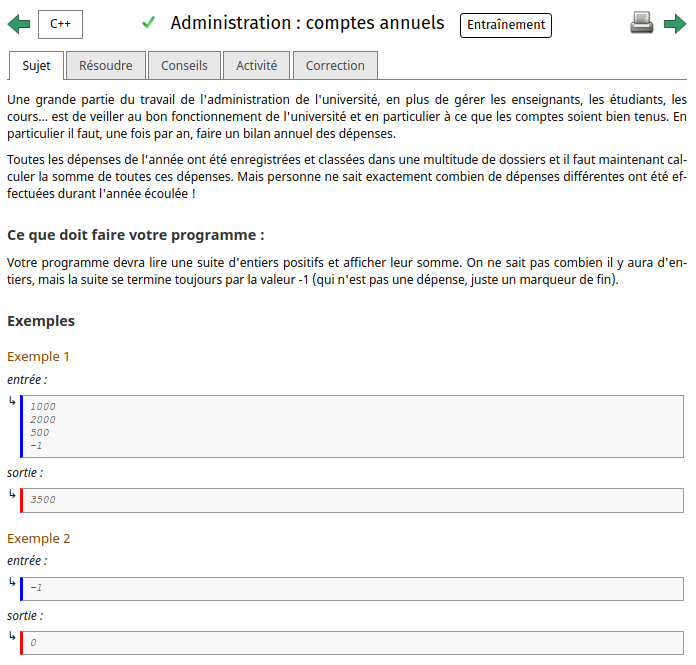 C++
Administration : comptes annuels
Entraînement
Sujet
Résoudre
Conseils
Activité
Correction
Une grande partie du travail de l'administration de l'université, en plus de gérer les enseignants, les étudiants, les
cours... est de veiller au bon fonctionnement de l'université et en particulier à ce que les comptes soient bien tenus. En
particulier il faut, une fois par an, faire un bilan annuel des dépenses.
Toutes les dépenses de l'année ont été enregistrées et classées dans une multitude de dossiers et il faut maintenant cal-
culer la somme de toutes ces dépenses. Mais personne ne sait exactement combien de dépenses différentes ont été ef-
fectuées durant l'année écoulée !
Ce que doit faire votre programme :
Votre programme devra lire une suite d'entiers positifs et afficher leur somme. On ne sait pas combien il y aura d'en-
tiers, mais la suite se termine toujours par la valeur -1 (qui n'est pas une dépense, juste un marqueur de fin).
Exemples
Exemple 1
entrée :
1000
2000
500
-1
sortie :
3500
Exemple 2
entrée :
-1
sortie :
0